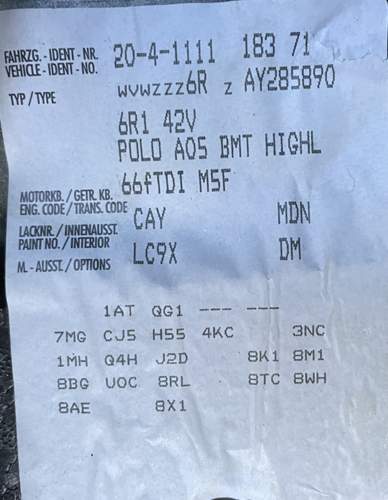 FAHRZG. - IDENT - NR. 20-4-1111 183 71
VEHICLE - IDENT - NO. WVWZZZ6R Z AY285890
TYP / TYPE 6R1 42V
POLO A05 BMT HIGHL
66fTDI M5F
MOTORKB. / GETR. KB.
ENG. CODE / TRANS. CODE CAY MDN
LACKNR. / INNENAUSST.
PAINT NO. / INTERIOR LC9X DM
M. - AUSST. / OPTIONS
1AT QG1 --- ---
7MG CJ5 H55 4KC 3NC
1MH Q4H J2D 8K1 8M1
8BG U0C 8RL 8TC 8WH
8AE 8X1